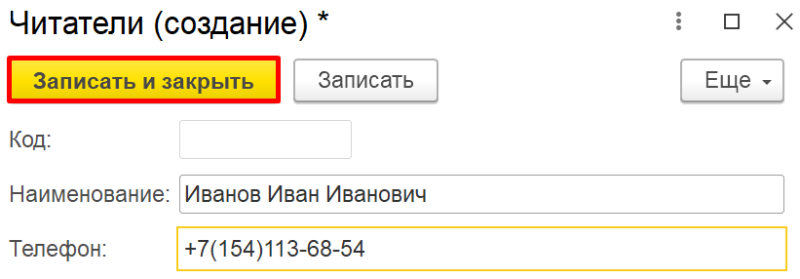 Читатели (создание) *
Записать и закрыть Записать Еще
Код:
Наименование: Иванов Иван Иванович
Телефон: +7(154)113-68-54